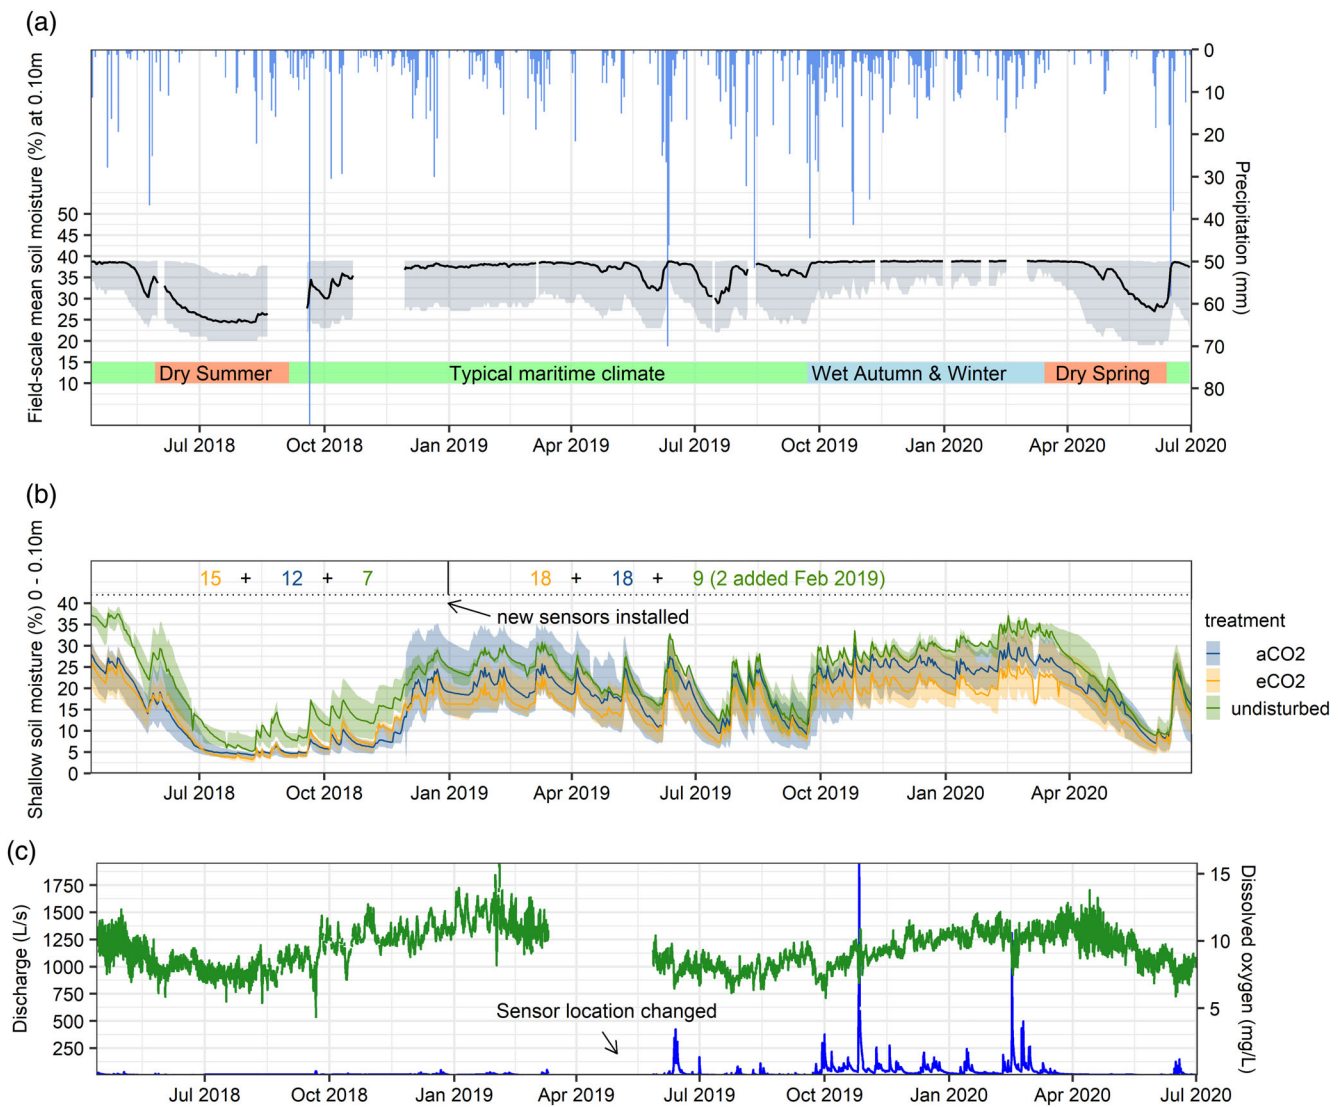 (a)
Field-scale mean soil moisture (%) at 0.10m
50
45
40
35
30
25
20
15
10
0
10
20
30
40
50
60
70
80
Precipitation (mm)
Dry Summer
Typical maritime climate
Wet Autumn & Winter
Dry Spring
Jul 2018
Oct 2018
Jan 2019
Apr 2019
Jul 2019
Oct 2019
Jan 2020
Apr 2020
Jul 2020
(b)
Shallow soil moisture (%) 0 - 0.10m
40
35
30
25
20
15
10
5
0
15 + 12 + 7
18 + 18 + 9 (2 added Feb 2019)
new sensors installed
treatment
aCO2
eCO2
undisturbed
Jul 2018
Oct 2018
Jan 2019
Apr 2019
Jul 2019
Oct 2019
Jan 2020
Apr 2020
(c)
Discharge (L/s)
1750
1500
1250
1000
750
500
250
15
10
5
Dissolved oxygen (mg/L)
Sensor location changed
Jul 2018
Oct 2018
Jan 2019
Apr 2019
Jul 2019
Oct 2019
Jan 2020
Apr 2020
Jul 2020